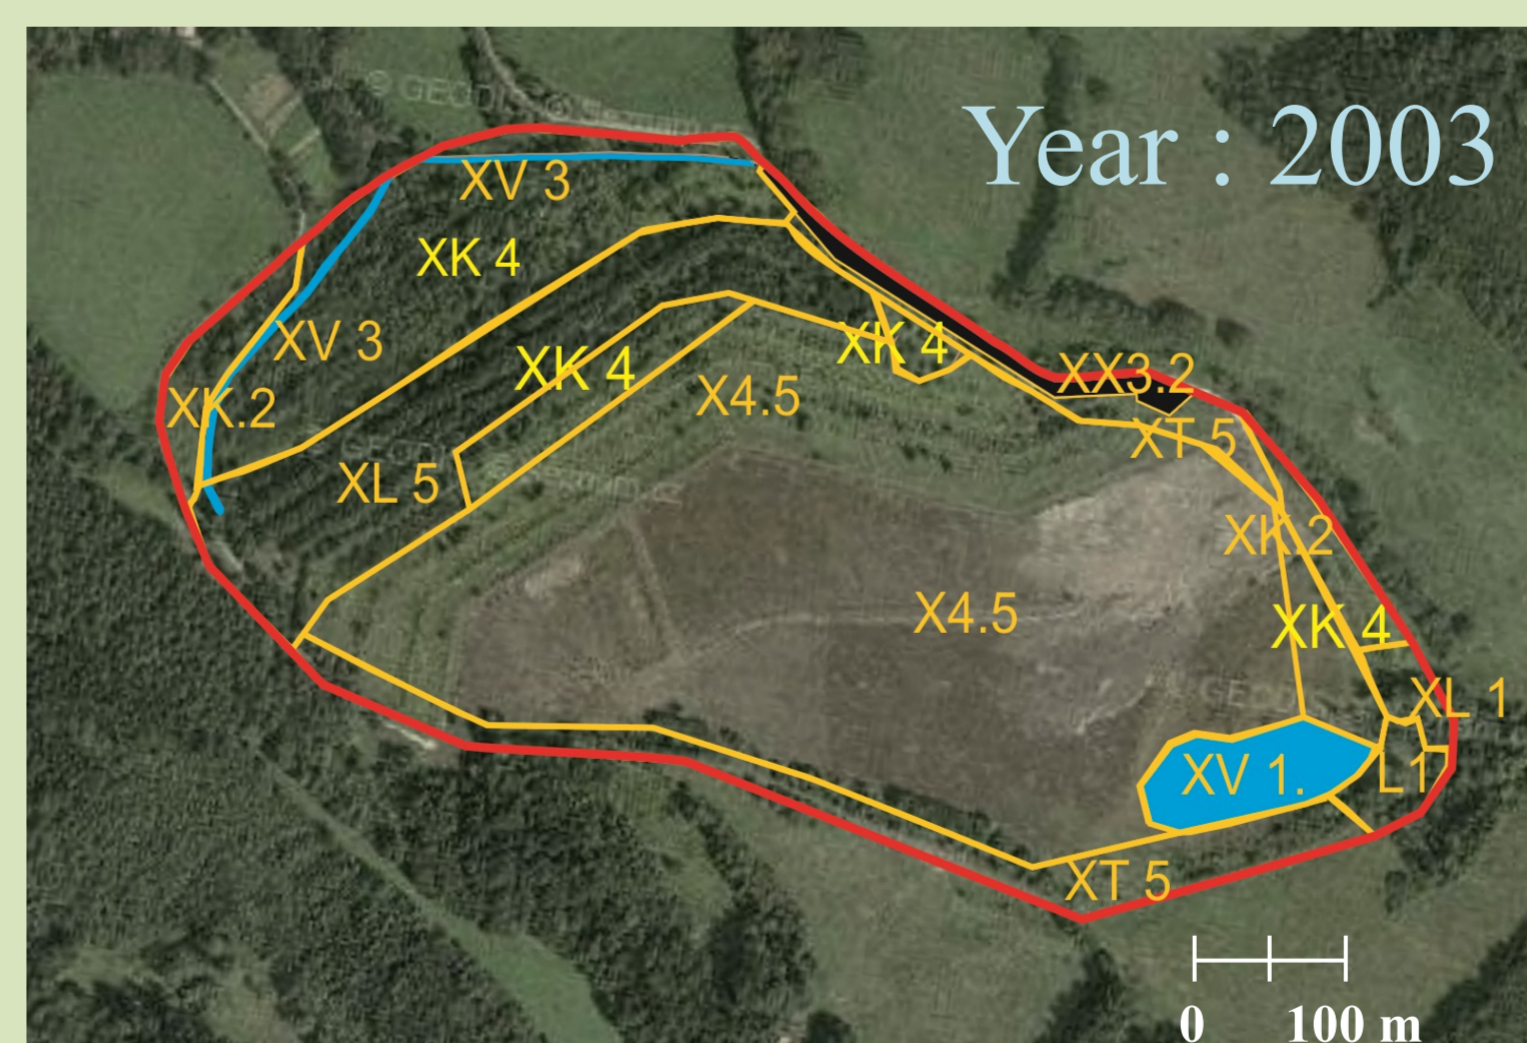 Year : 2003
XV 3
XK 4
XV 3
XK 4
XK 4
XX3.2
XK.2
X4.5
XT 5
XL 5
XK.2
X4.5
XK 4
XL 1
XV 1.
L1
XT 5
0 100 m